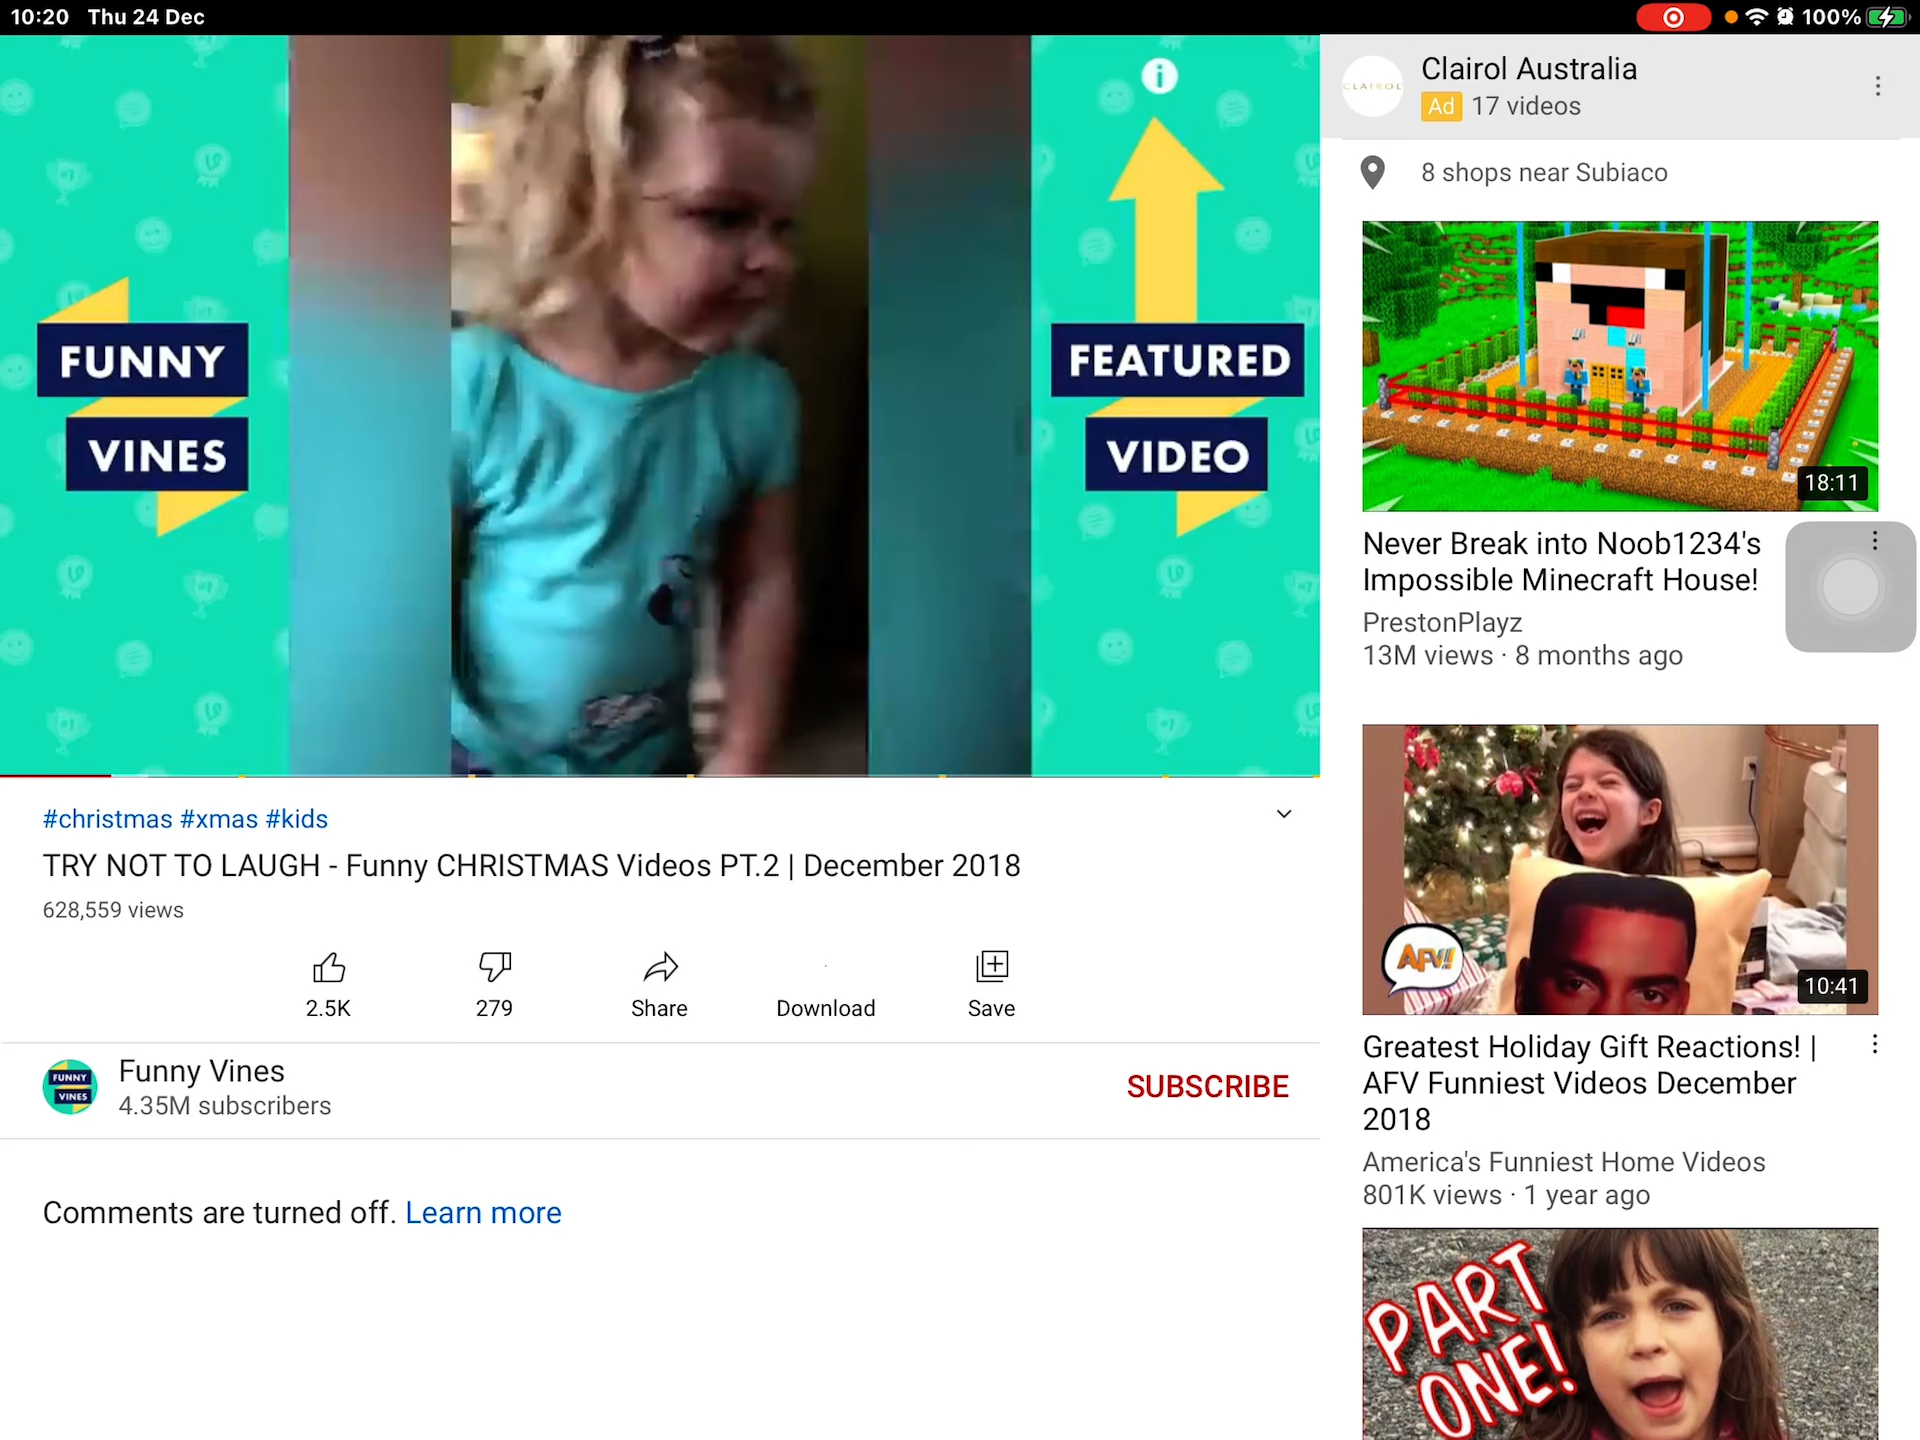 10:20 Thu 24 Dec
100%
FUNNY
VINES
FEATURED
VIDEO
#christmas #xmas #kids
TRY NOT TO LAUGH - Funny CHRISTMAS Videos PT.2 | December 2018
628,559 views
2.5K
279
Share
Download
Save
FUNNY
VINES
Funny Vines
4.35M subscribers
SUBSCRIBE
Comments are turned off. Learn more
CLAIROL
Clairol Australia
Ad 17 videos
8 shops near Subiaco
18:11
Never Break into Noob1234's
Impossible Minecraft House!
PrestonPlayz
13M views · 8 months ago
AFV!
10:41
Greatest Holiday Gift Reactions! |
AFV Funniest Videos December
2018
America's Funniest Home Videos
801K views · 1 year ago
PART
ONE!